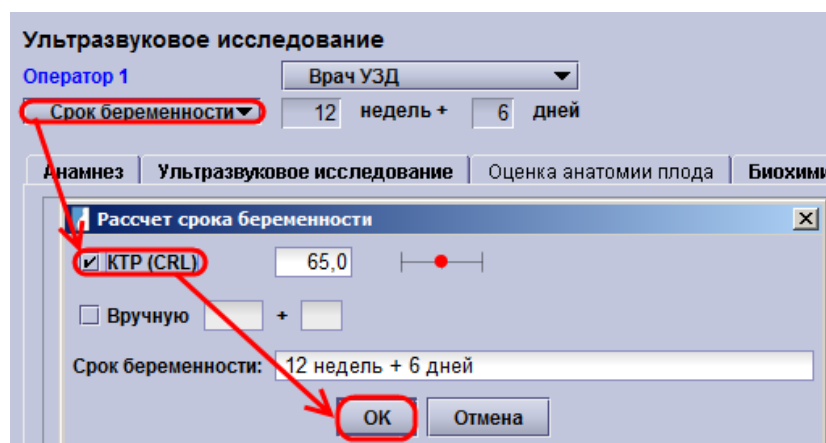 Ультразвуковое исследование
Оператор 1 Врач УЗД
Срок беременности 12 недель + 6 дней
Анамнез Ультразвуковое исследование Оценка анатомии плода Биохими
Рассчет срока беременности
КТР (CRL) 65,0
Вручную +
Срок беременности: 12 недель + 6 дней
ОК Отмена